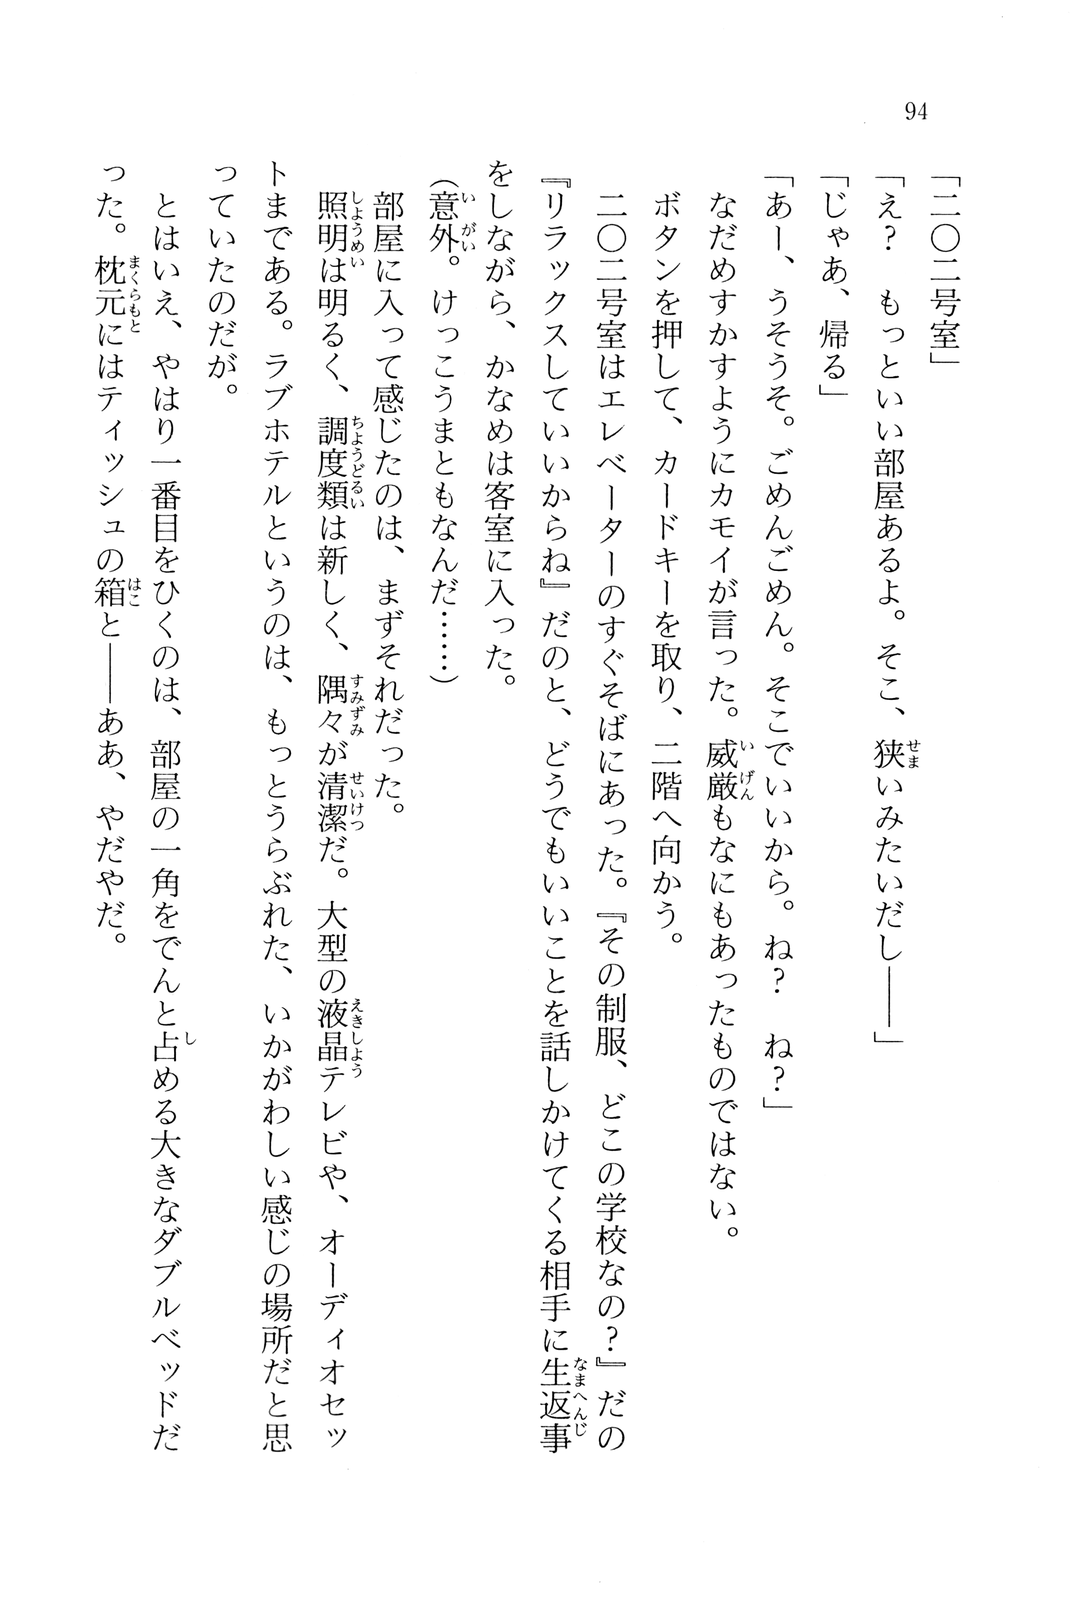 94
「二〇二号室」
「え？　もっといい部屋あるよ。そこ、狭いみたいだし――」
「じゃあ、帰る」
「あー、うそうそ。ごめんごめん。そこでいいから。ね？　ね？」
なだめすかすようにカモイが言った。威厳もなにもあったものではない。
ボタンを押して、カードキーを取り、二階へ向かう。
二〇二号室はエレベーターのすぐそばにあった。『その制服、どこの学校なの？』だの
『リラックスしていいからね』だのと、どうでもいいことを話しかけてくる相手に生返事
をしながら、かなめは客室に入った。
（意外。けっこうまともなんだ……）
部屋に入って感じたのは、まずそれだった。
照明は明るく、調度類は新しく、隅々が清潔だ。大型の液晶テレビや、オーディオセッ
トまである。ラブホテルというのは、もっとうらぶれた、いかがわしい感じの場所だと思
っていたのだが。
とはいえ、やはり一番目をひくのは、部屋の一角をでんと占める大きなダブルベッドだ
った。枕元にはティッシュの箱と――ああ、やだやだ。